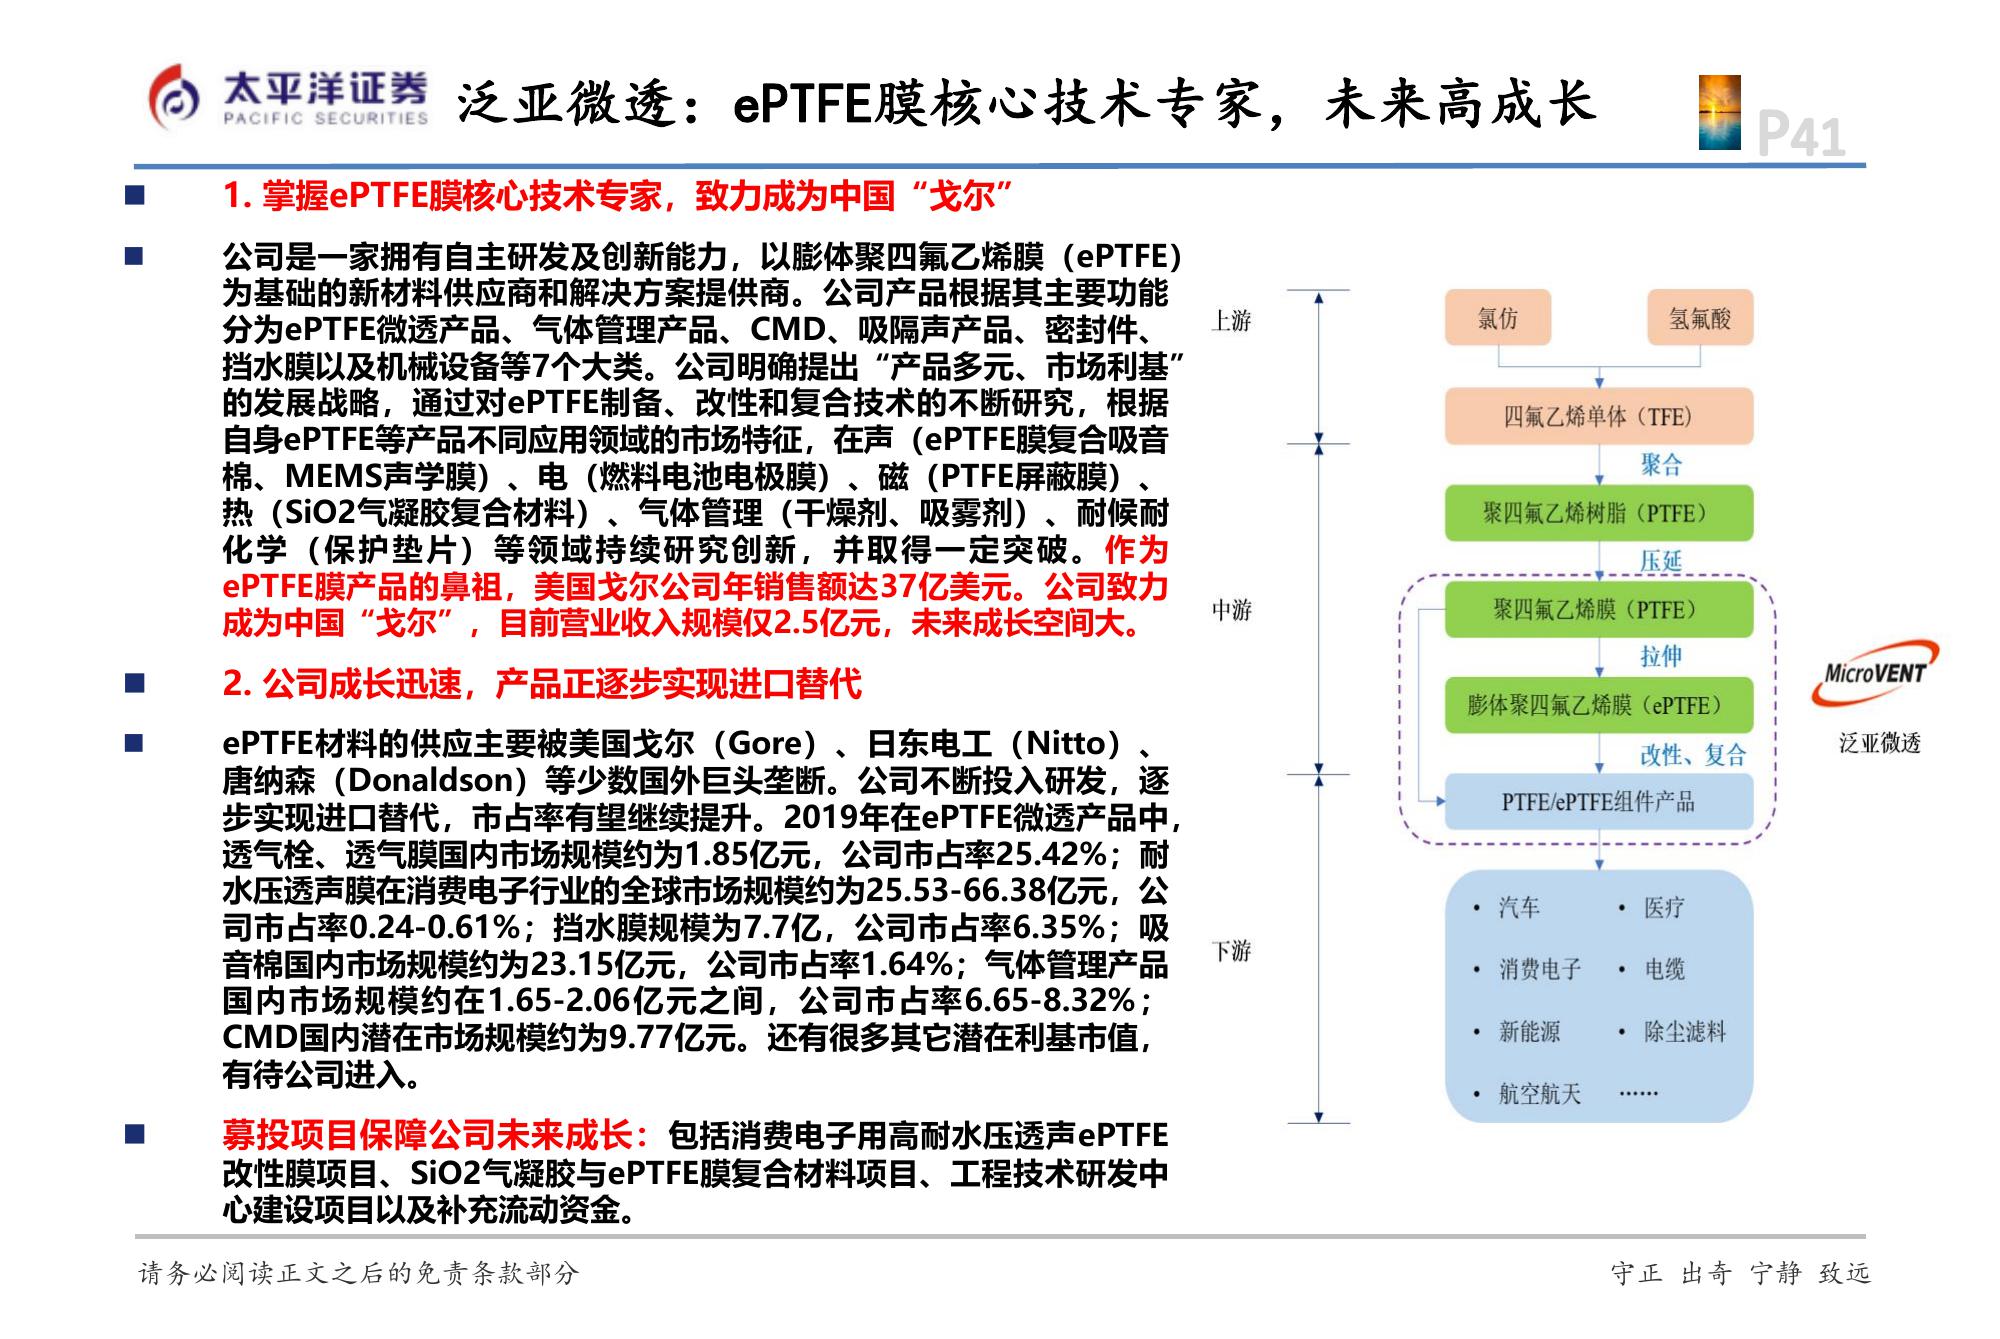 太平洋证券
PACIFIC SECURITIES
泛亚微透：ePTFE膜核心技术专家，未来高成长
P41
1. 掌握ePTFE膜核心技术专家，致力成为中国“戈尔”
公司是一家拥有自主研发及创新能力，以膨体聚四氟乙烯膜（ePTFE）
为基础的新材料供应商和解决方案提供商。公司产品根据其主要功能
分为ePTFE微透产品、气体管理产品、CMD、吸隔声产品、密封件、
挡水膜以及机械设备等7个大类。公司明确提出“产品多元、市场利基”
的发展战略，通过对ePTFE制备、改性和复合技术的不断研究，根据
自身ePTFE等产品不同应用领域的市场特征，在声（ePTFE膜复合吸音
棉、MEMS声学膜）、电（燃料电池电极膜）、磁（PTFE屏蔽膜）、
热（SiO2气凝胶复合材料）、气体管理（干燥剂、吸雾剂）、耐候耐
化学（保护垫片）等领域持续研究创新，并取得一定突破。作为
ePTFE膜产品的鼻祖，美国戈尔公司年销售额达37亿美元。公司致力
成为中国“戈尔”，目前营业收入规模仅2.5亿元，未来成长空间大。
2. 公司成长迅速，产品正逐步实现进口替代
ePTFE材料的供应主要被美国戈尔（Gore）、日东电工（Nitto）、
唐纳森（Donaldson）等少数国外巨头垄断。公司不断投入研发，逐
步实现进口替代，市占率有望继续提升。2019年在ePTFE微透产品中，
透气栓、透气膜国内市场规模约为1.85亿元，公司市占率25.42%；耐
水压透声膜在消费电子行业的全球市场规模约为25.53-66.38亿元，公
司市占率0.24-0.61%；挡水膜规模为7.7亿，公司市占率6.35%；吸
音棉国内市场规模约为23.15亿元，公司市占率1.64%；气体管理产品
国内市场规模约在1.65-2.06亿元之间，公司市占率6.65-8.32%；
CMD国内潜在市场规模约为9.77亿元。还有很多其它潜在利基市值，
有待公司进入。
募投项目保障公司未来成长：包括消费电子用高耐水压透声ePTFE
改性膜项目、SiO2气凝胶与ePTFE膜复合材料项目、工程技术研发中
心建设项目以及补充流动资金。
上游
氯仿
氢氟酸
四氟乙烯单体（TFE）
聚合
聚四氟乙烯树脂（PTFE）
压延
中游
聚四氟乙烯膜（PTFE）
拉伸
膨体聚四氟乙烯膜（ePTFE）
改性、复合
PTFE/ePTFE组件产品
MicroVENT
泛亚微透
下游
• 汽车
• 医疗
• 消费电子
• 电缆
• 新能源
• 除尘滤料
• 航空航天
……
请务必阅读正文之后的免责条款部分
守正 出奇 宁静 致远